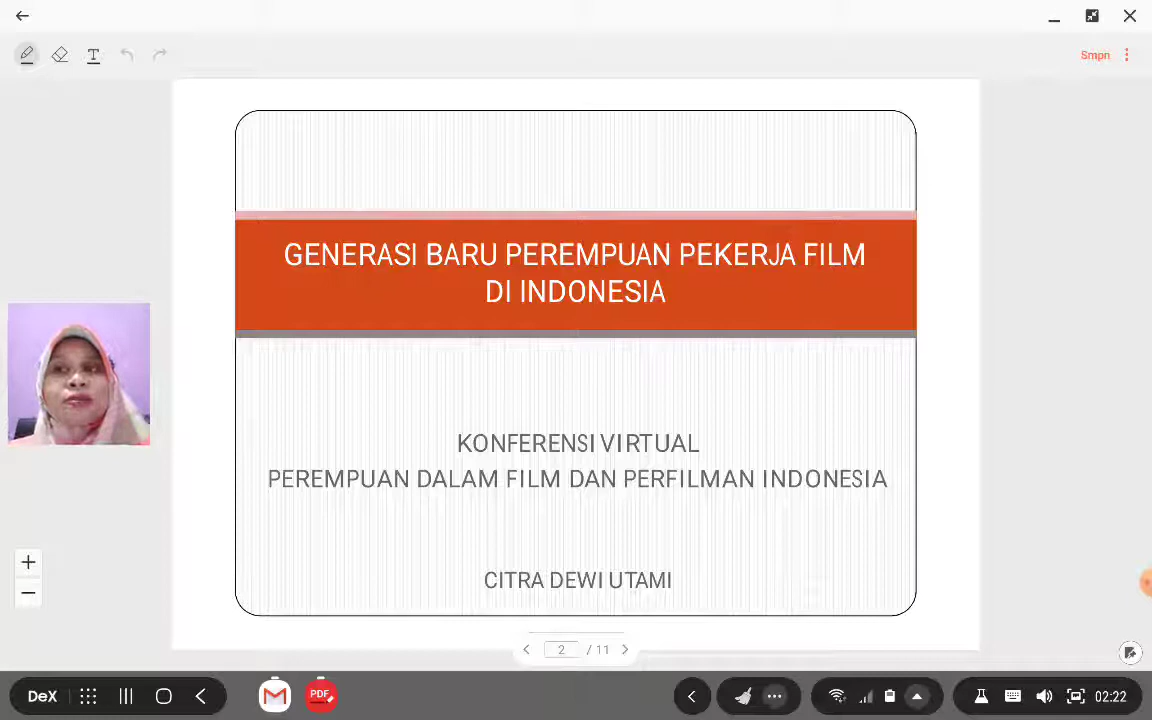 Smpn
GENERASI BARU PEREMPUAN PEKERJA FILM
DI INDONESIA
KONFERENSI VIRTUAL
PEREMPUAN DALAM FILM DAN PERFILMAN INDONESIA
CITRA DEWI UTAMI
2 / 11
DeX
PDF
02:22